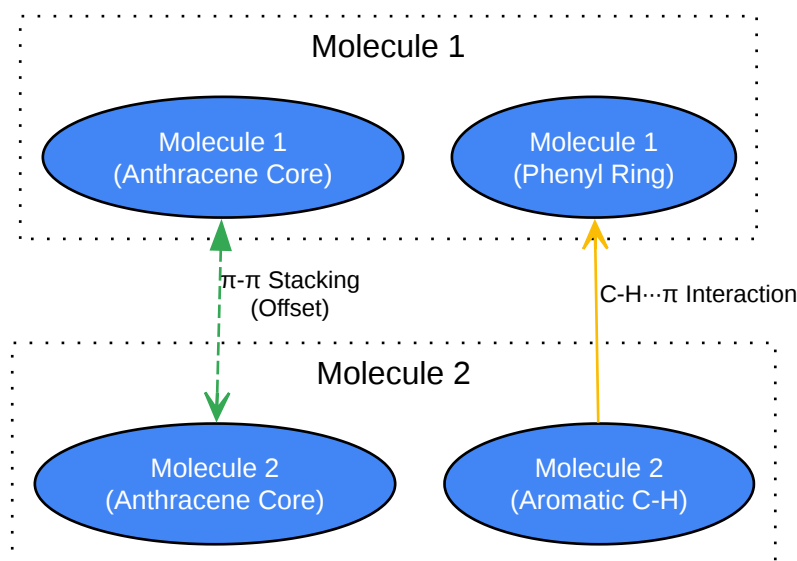 Molecule 1
Molecule 1
(Anthracene Core)
Molecule 1
(Phenyl Ring)
π-π Stacking
(Offset)
C-H···π Interaction
Molecule 2
Molecule 2
(Anthracene Core)
Molecule 2
(Aromatic C-H)